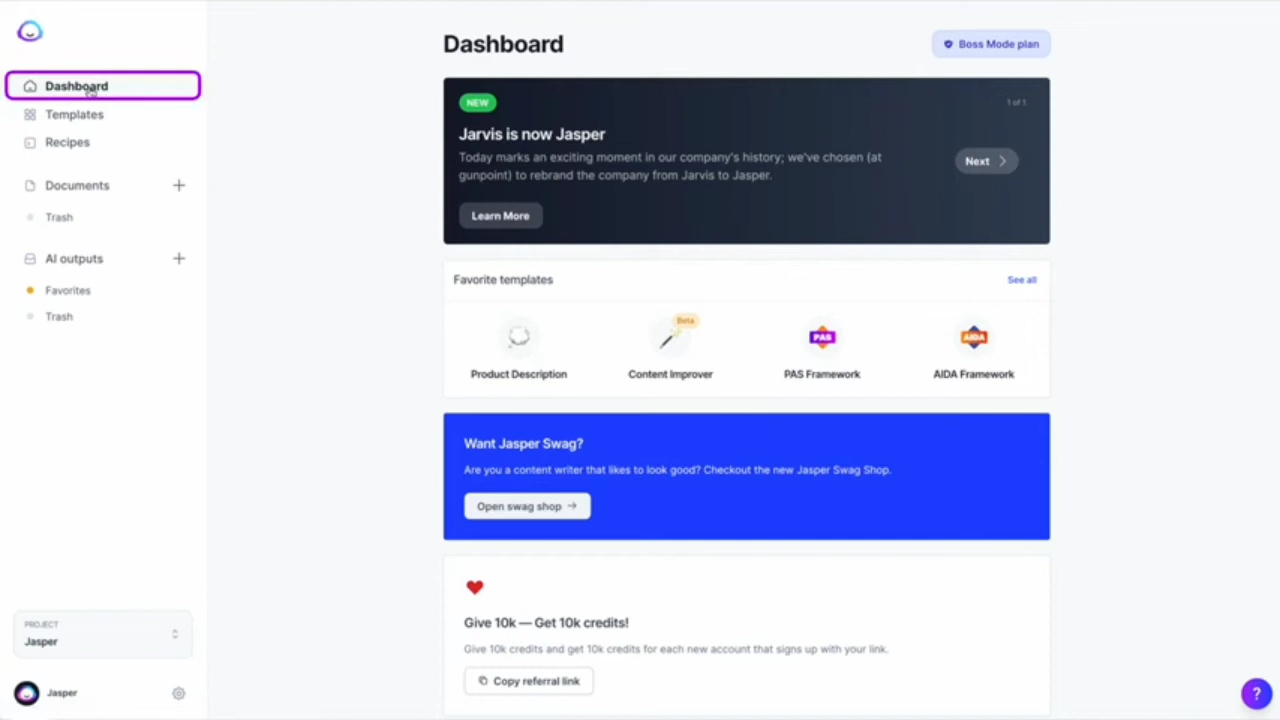 Dashboard
Templates
Recipes
Documents
Trash
AI outputs
Favorites
Trash
PROJECT
Jasper
Jasper
Dashboard
Boss Mode plan
NEW
1 of 1
Jarvis is now Jasper
Today marks an exciting moment in our company's history; we've chosen (at
gunpoint) to rebrand the company from Jarvis to Jasper.
Next
Learn More
Favorite templates
See all
Beta
PAS
AIDA
Product Description
Content Improver
PAS Framework
AIDA Framework
Want Jasper Swag?
Are you a content writer that likes to look good? Checkout the new Jasper Swag Shop.
Open swag shop
Give 10k — Get 10k credits!
Give 10k credits and get 10k credits for each new account that signs up with your link.
Copy referral link
?